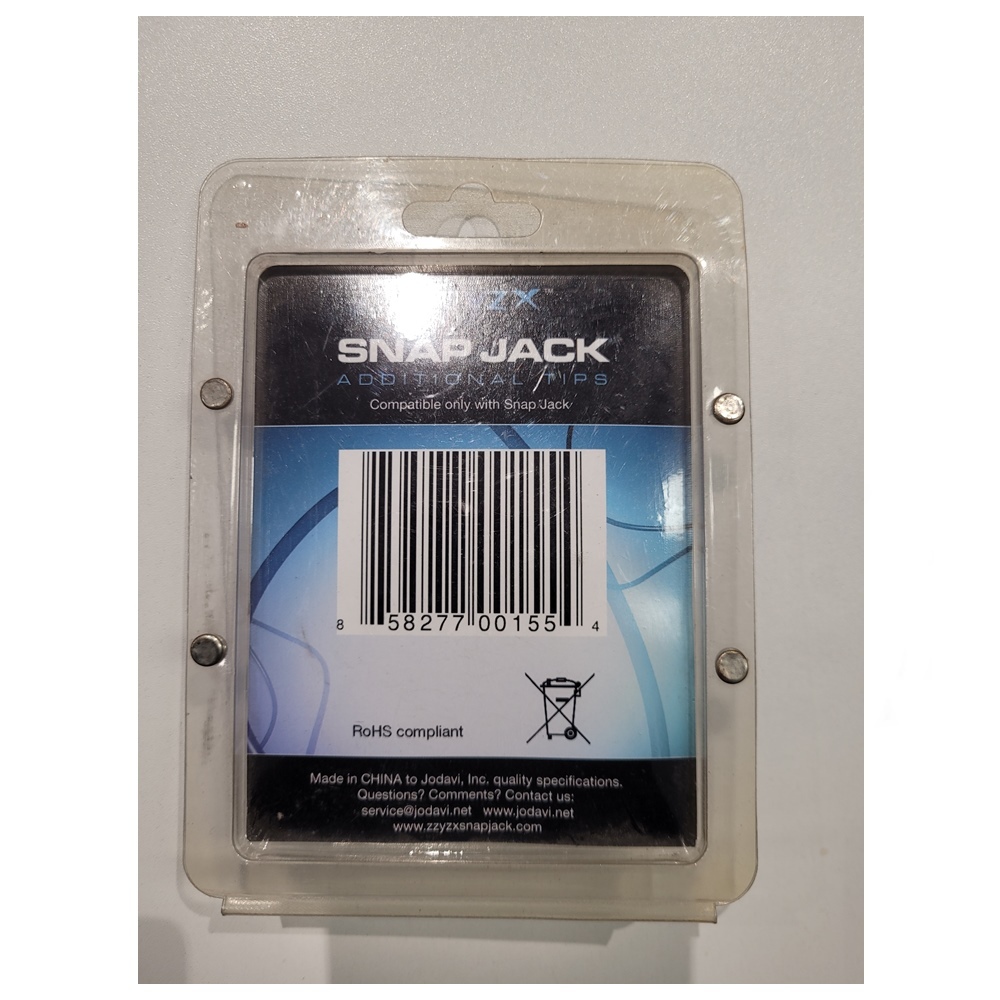 SNAP JACK
ADDITIONAL TIPS
Compatible only with Snap Jack
8 58277 00155 4
RoHS compliant
Made in CHINA to Jodavi, Inc. quality specifications.
Questions? Comments? Contact us:
service@jodavi.net www.jodavi.net
www.zzyzxsnapjack.com